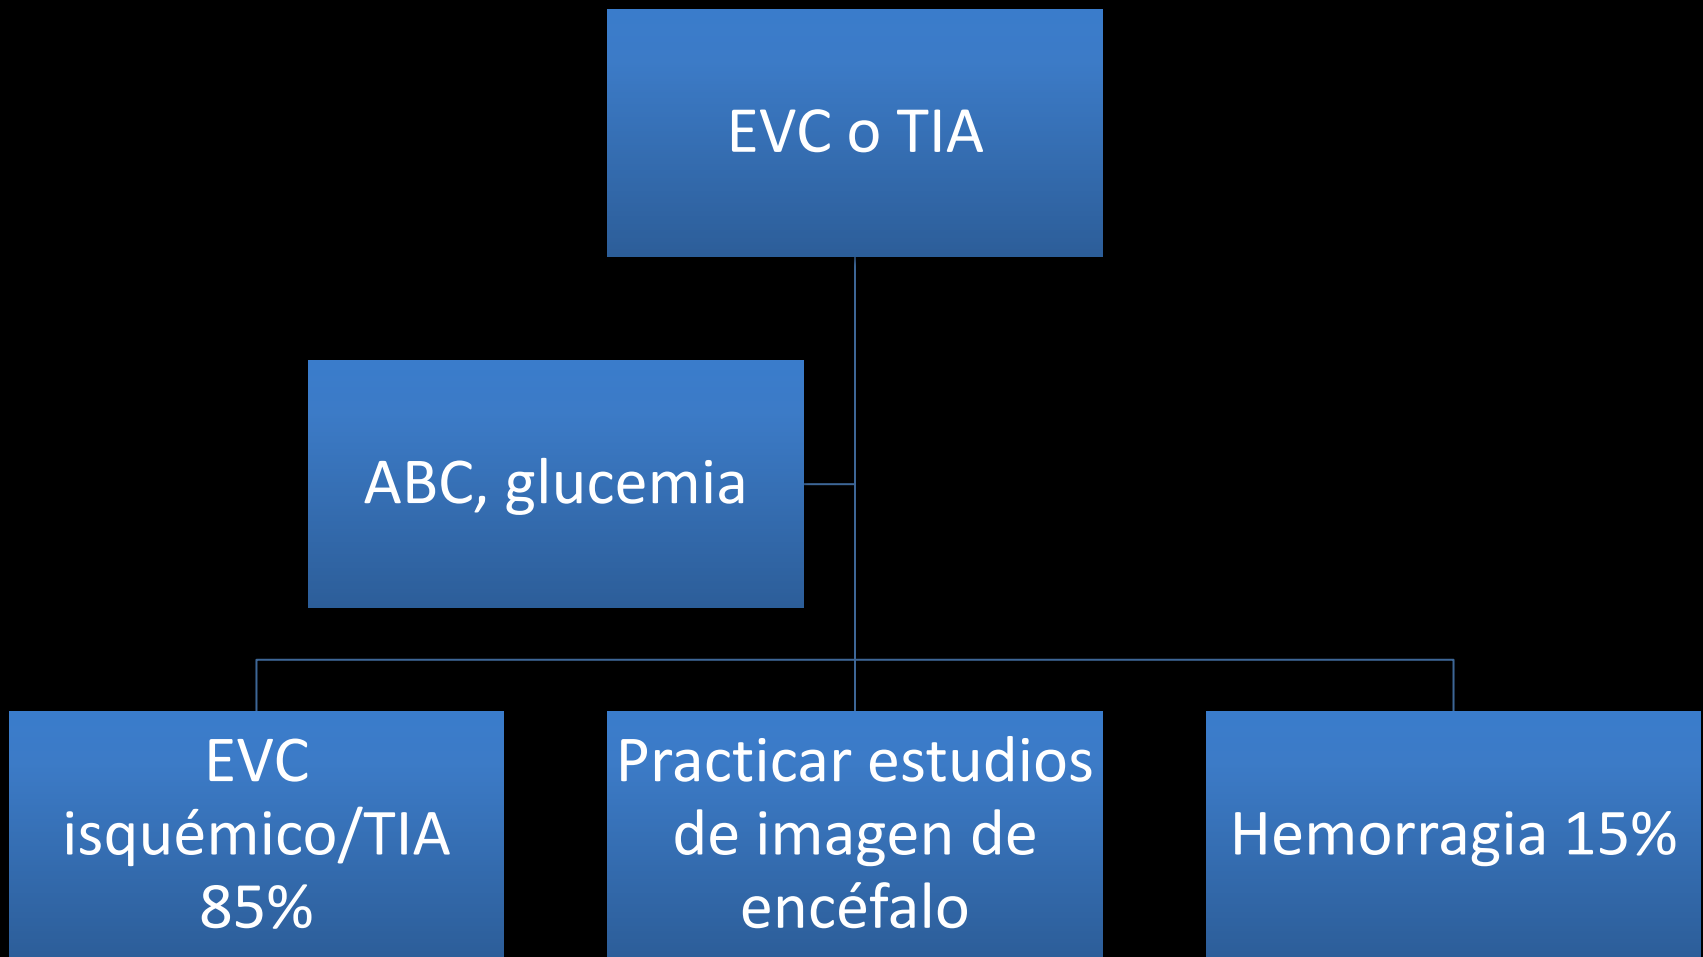 EVC o TIA
ABC, glucemia
EVC
isquémico/TIA
85%
Practicar estudios
de imagen de
encéfalo
Hemorragia 15%